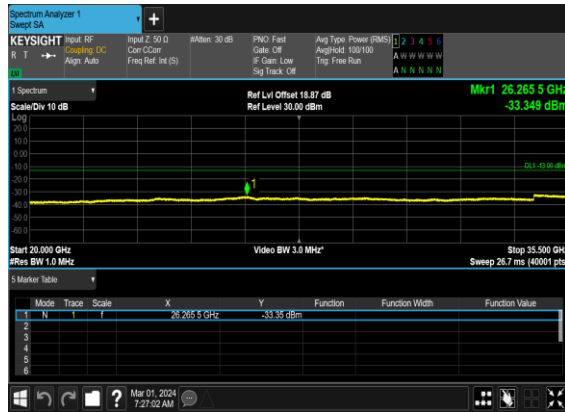 Spectrum Analyzer 1
Swept SA
+
KEYSIGHT Input: RF Input Z: 50 Ω #Atten: 30 dB PNO: Fast Avg Type: Power (RMS) 1 2 3 4 5 6
R T Coupling: DC Corr CCorr Gate: Off Avg|Hold: 100/100 A W W W W W
Align: Auto Freq Ref: Int (S) IF Gain: Low Trig: Free Run
LU Sig Track: Off A N N N N N
1 Spectrum Ref Lvl Offset 18.87 dB Mkr1 26.265 5 GHz
Scale/Div 10 dB Ref Level 30.00 dBm -33.349 dBm
Log
20.0
10.0
0.00
-10.0 DL1 -13.00 dBm
-20.0
1
-30.0
-40.0
-50.0
-60.0
Start 20.000 GHz Video BW 3.0 MHz* Stop 35.500 GHz
#Res BW 1.0 MHz Sweep 26.7 ms (40001 pts)
5 Marker Table
Mode Trace Scale X Y Function Function Width Function Value
1 N 1 f 26.265 5 GHz -33.35 dBm
2
3
4
5
6
? Mar 01, 2024
7:27:02 AM